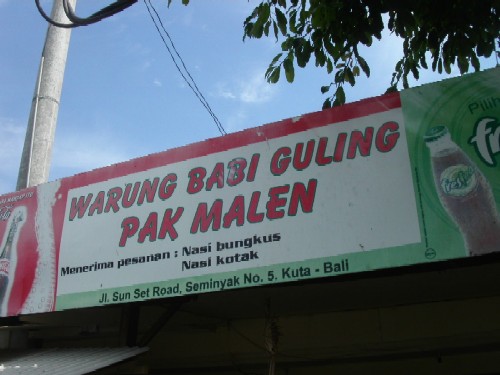 WARUNG BABI GULING
PAK MALEN
Menerima pesanan : Nasi bungkus
Nasi kotak
Jl. Sun Set Road, Seminyak No. 5. Kuta - Bali